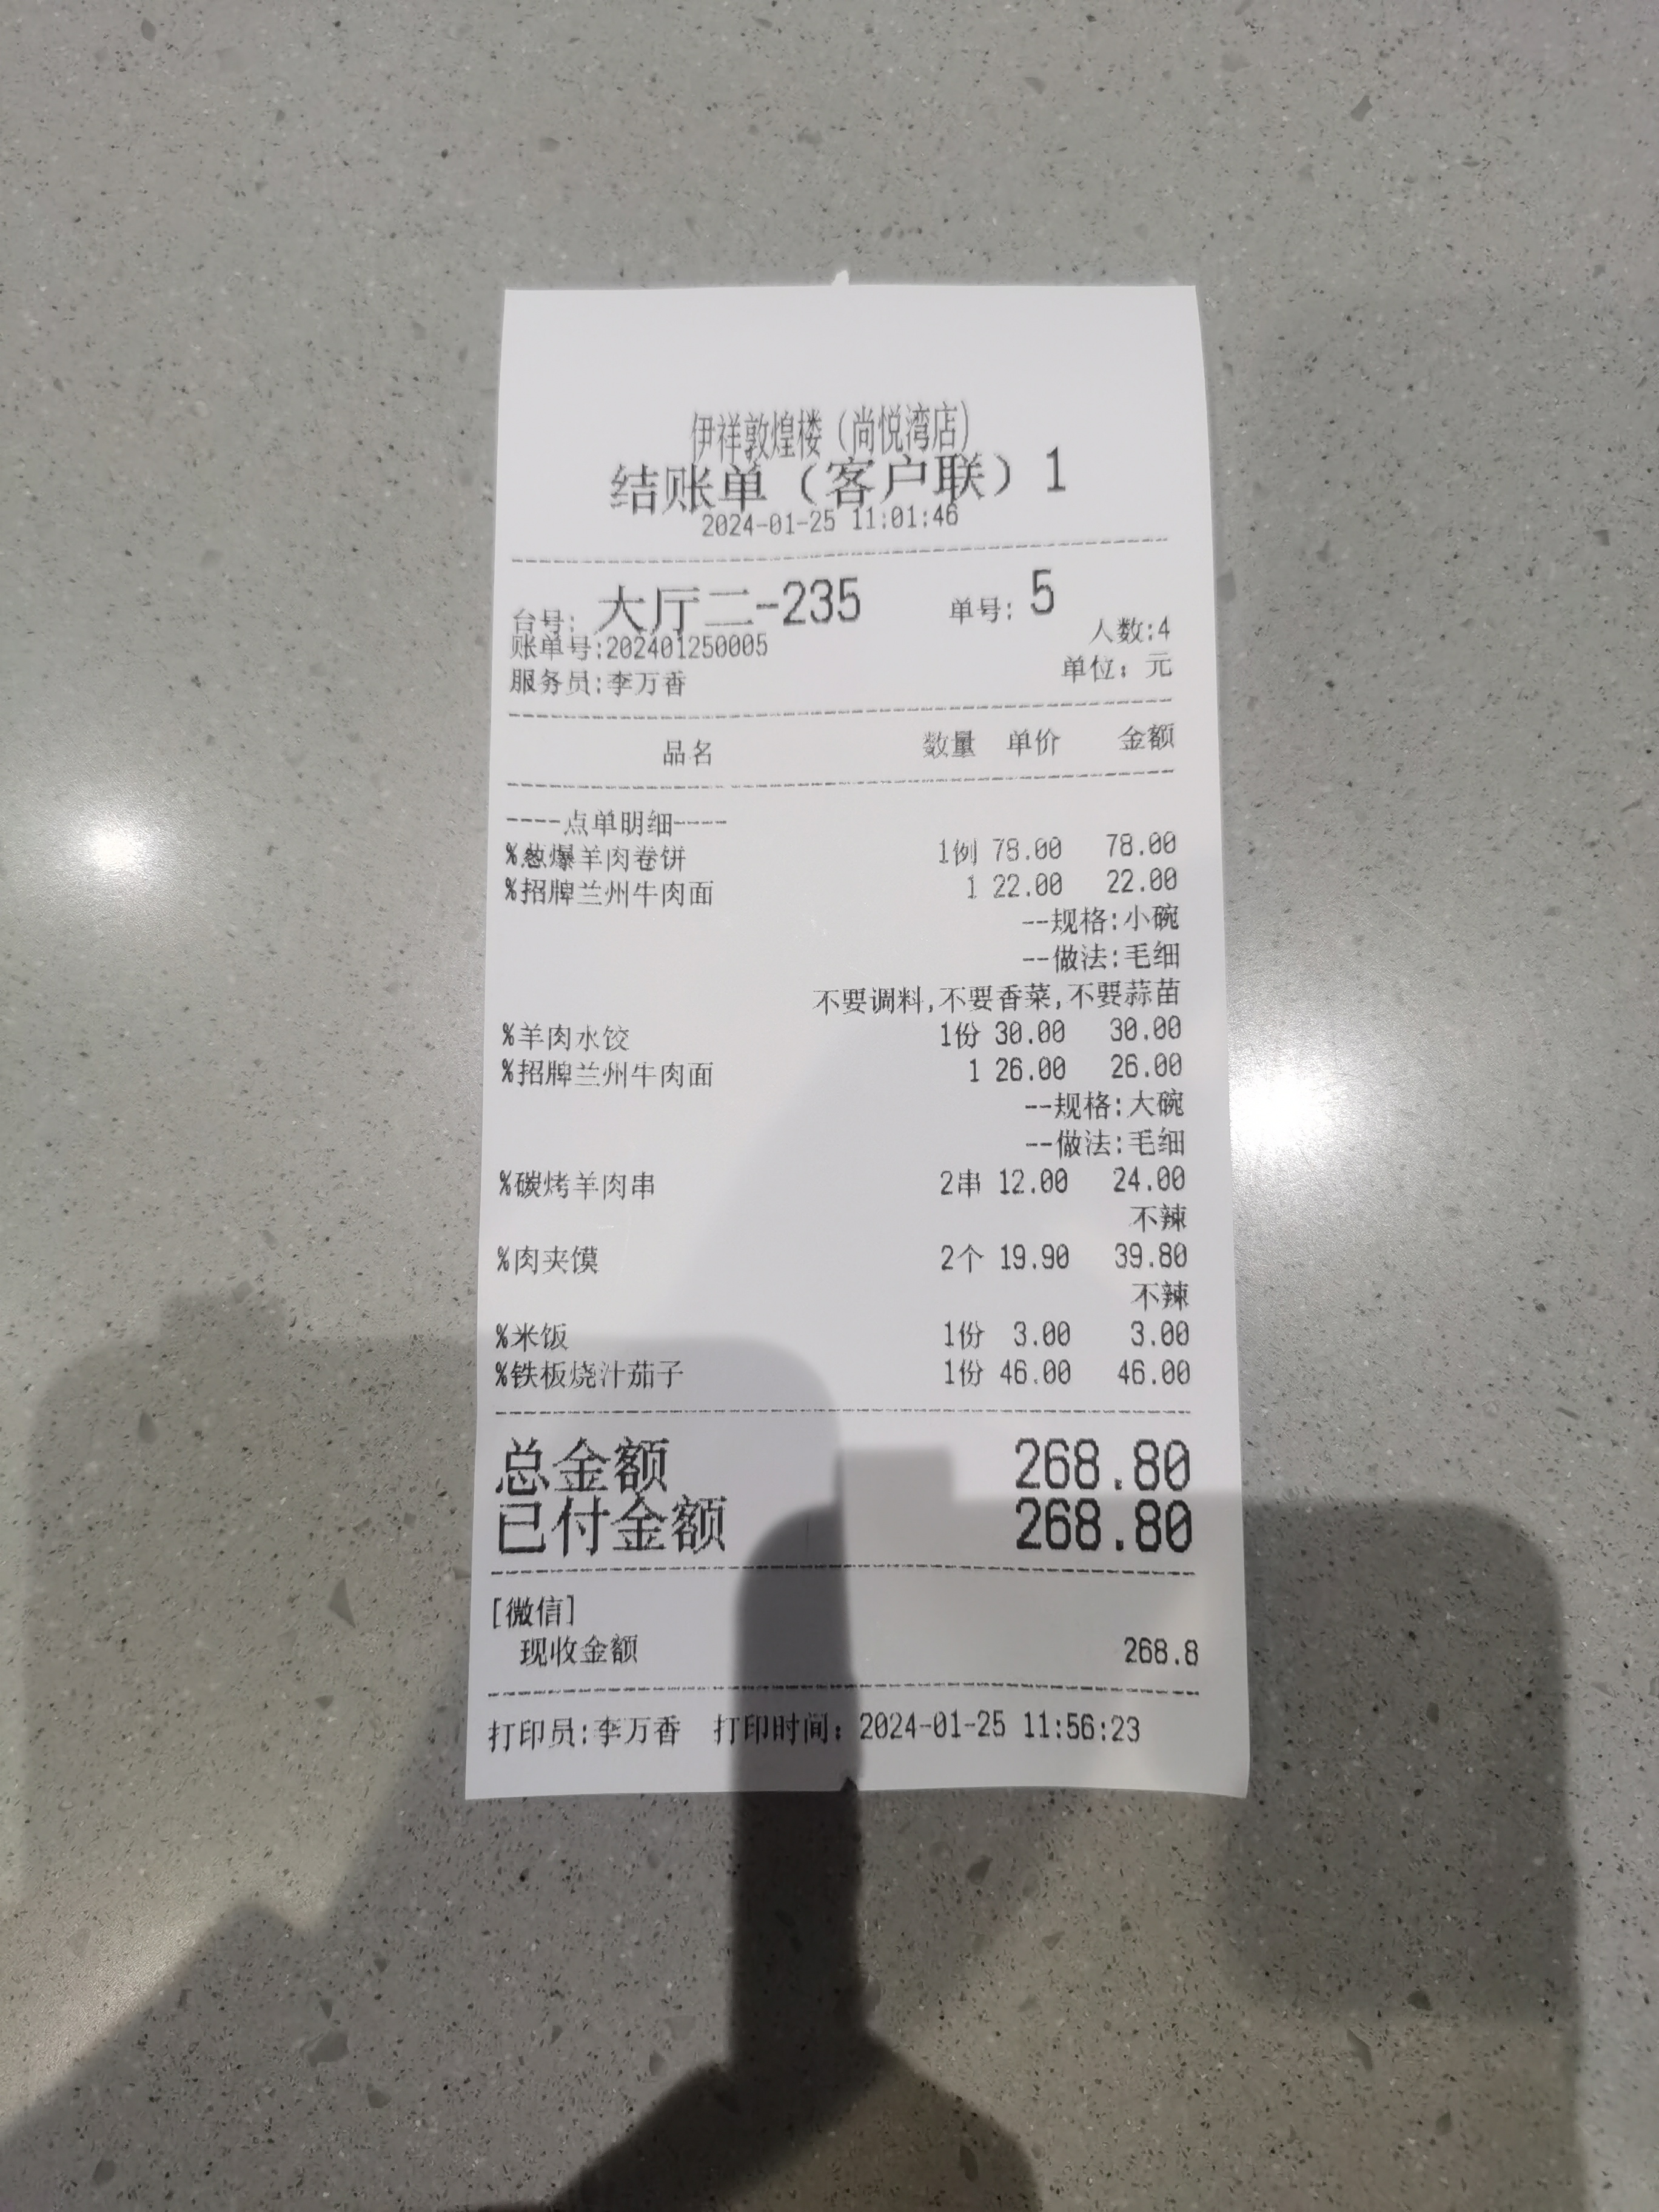 伊祥敦煌楼（尚悦湾店）
结账单（客户联）1
2024-01-25 11:01:46
台号: 大厅二-235 单号: 5
账单号:202401250005 人数:4
服务员:李万香 单位: 元
品名 数量 单价 金额
----点单明细----
%葱爆羊肉卷饼 1例 78.00 78.00
%招牌兰州牛肉面 1 22.00 22.00
--规格:小碗
--做法:毛细
不要调料,不要香菜,不要蒜苗
%羊肉水饺 1份 30.00 30.00
%招牌兰州牛肉面 1 26.00 26.00
--规格:大碗
--做法:毛细
%碳烤羊肉串 2串 12.00 24.00
不辣
%肉夹馍 2个 19.90 39.80
不辣
%米饭 1份 3.00 3.00
%铁板烧汁茄子 1份 46.00 46.00
总金额 268.80
已付金额 268.80
[微信]
现收金额 268.8
打印员:李万香 打印时间: 2024-01-25 11:56:23